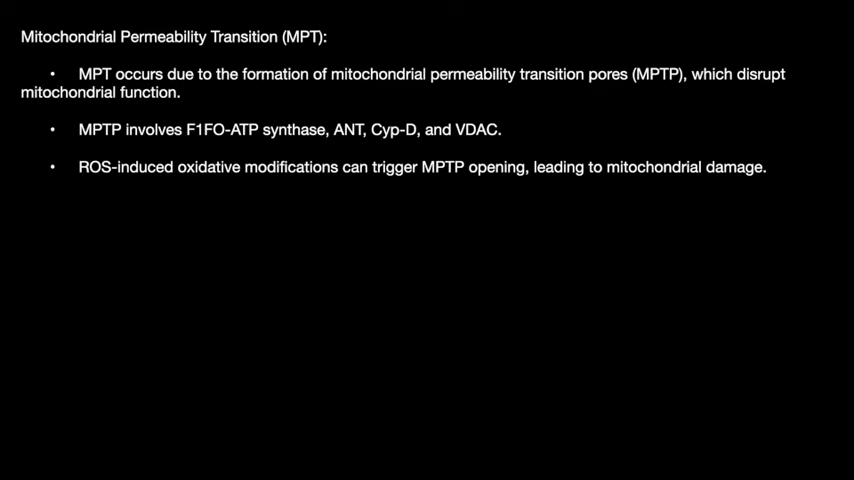 Mitochondrial Permeability Transition (MPT):
• MPT occurs due to the formation of mitochondrial permeability transition pores (MPTP), which disrupt
mitochondrial function.
• MPTP involves F1FO-ATP synthase, ANT, Cyp-D, and VDAC.
• ROS-induced oxidative modifications can trigger MPTP opening, leading to mitochondrial damage.